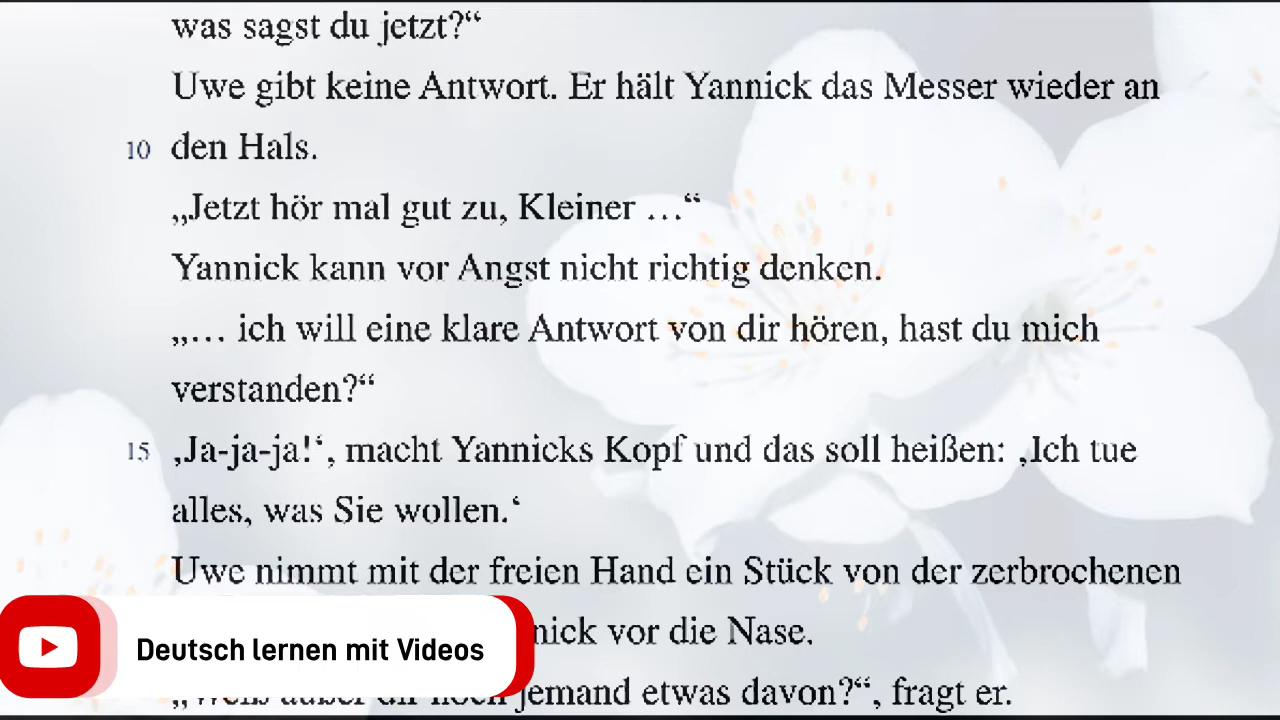 was sagst du jetzt?“
Uwe gibt keine Antwort. Er hält Yannick das Messer wieder an
10 den Hals.
„Jetzt hör mal gut zu, Kleiner …“
Yannick kann vor Angst nicht richtig denken.
„… ich will eine klare Antwort von dir hören, hast du mich
verstanden?“
15 ‚Ja-ja-ja!‘, macht Yannicks Kopf und das soll heißen: ‚Ich tue
alles, was Sie wollen.‘
Uwe nimmt mit der freien Hand ein Stück von der zerbrochenen
nick vor die Nase.
Deutsch lernen mit Videos
„Weiß außer dir noch jemand etwas davon?“, fragt er.